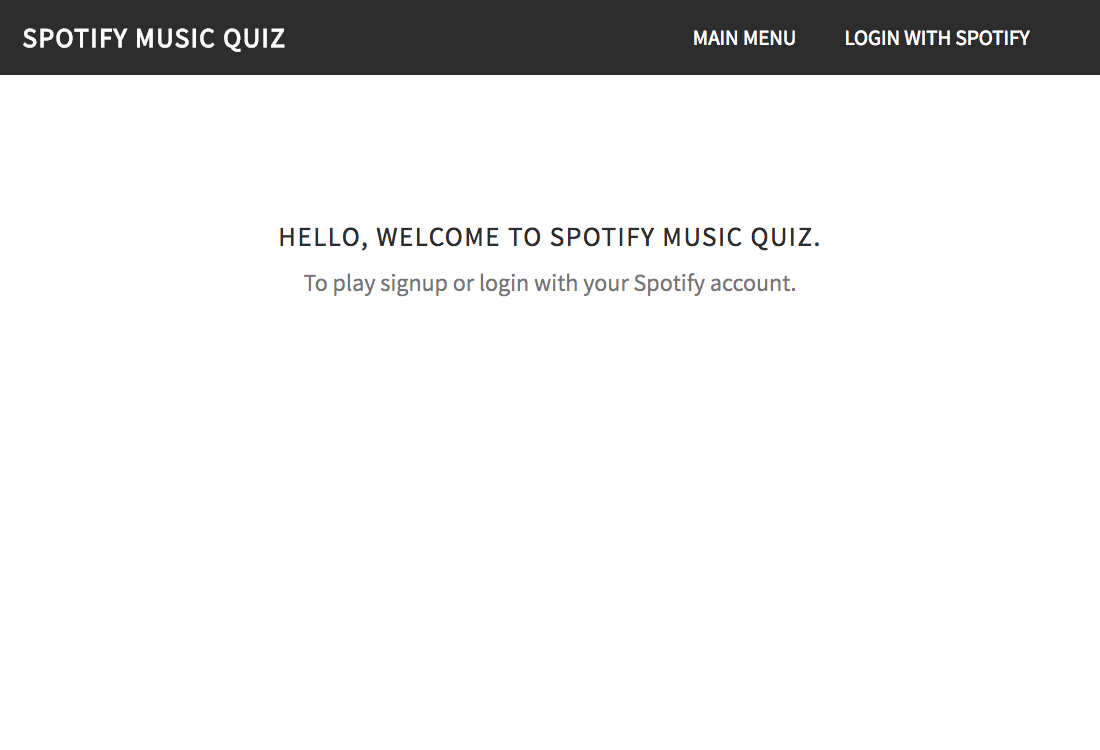 SPOTIFY MUSIC QUIZ
MAIN MENU
LOGIN WITH SPOTIFY
HELLO, WELCOME TO SPOTIFY MUSIC QUIZ.
To play signup or login with your Spotify account.